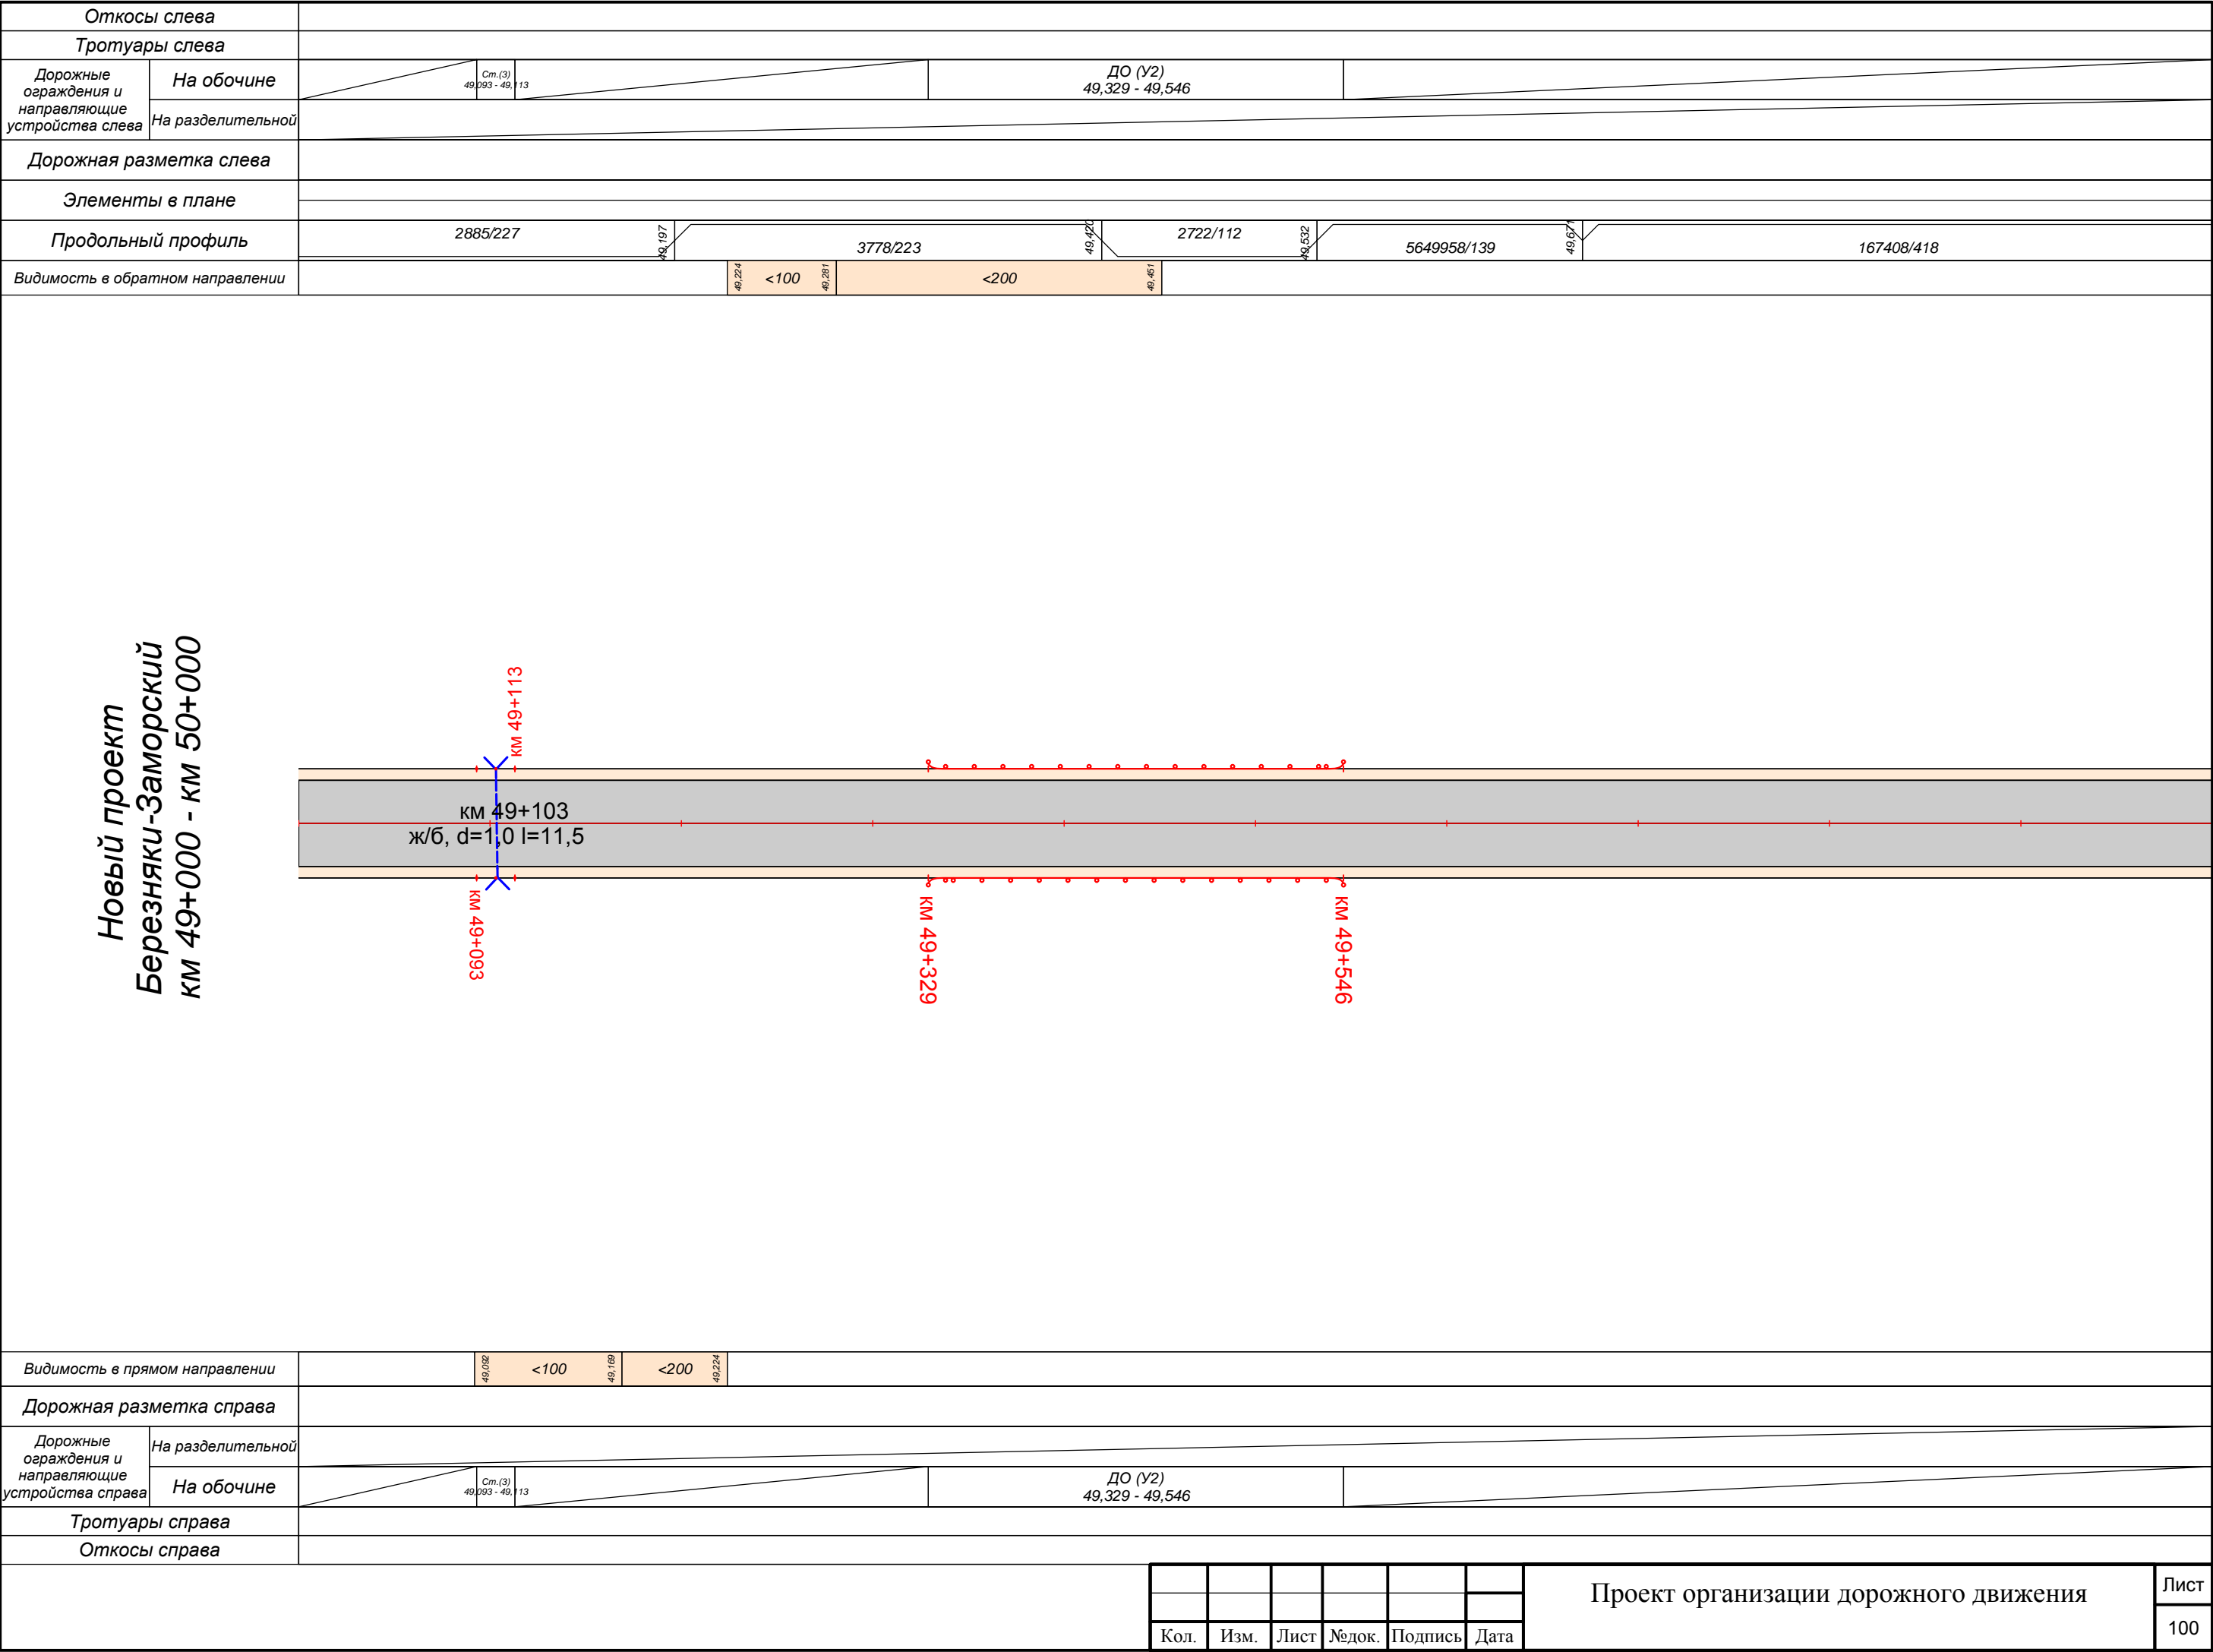 Откосы слева
Тротуары слева
Дорожные
ограждения и
направляющие
устройства слева
На обочине
Ст.(3)
49,093 - 49,113
ДО (У2)
49,329 - 49,546
На разделительной
Дорожная разметка слева
Элементы в плане
Продольный профиль
2885/227
49,197
3778/223
49,420
2722/112
49,532
5649958/139
49,671
167408/418
Видимость в обратном направлении
49,224
<100
49,281
<200
49,451
Новый проект
Березняки-Заморский
км 49+000 - км 50+000
км 49+113
км 49+103
ж/б, d=1,0 l=11,5
км 49+093
км 49+329
км 49+546
Видимость в прямом направлении
49,092
<100
49,169
<200
49,224
Дорожная разметка справа
Дорожные
ограждения и
направляющие
устройства справа
На разделительной
На обочине
Ст.(3)
49,093 - 49,113
ДО (У2)
49,329 - 49,546
Тротуары справа
Откосы справа
Кол.
Изм.
Лист
№док.
Подпись
Дата
Проект организации дорожного движения
Лист
100